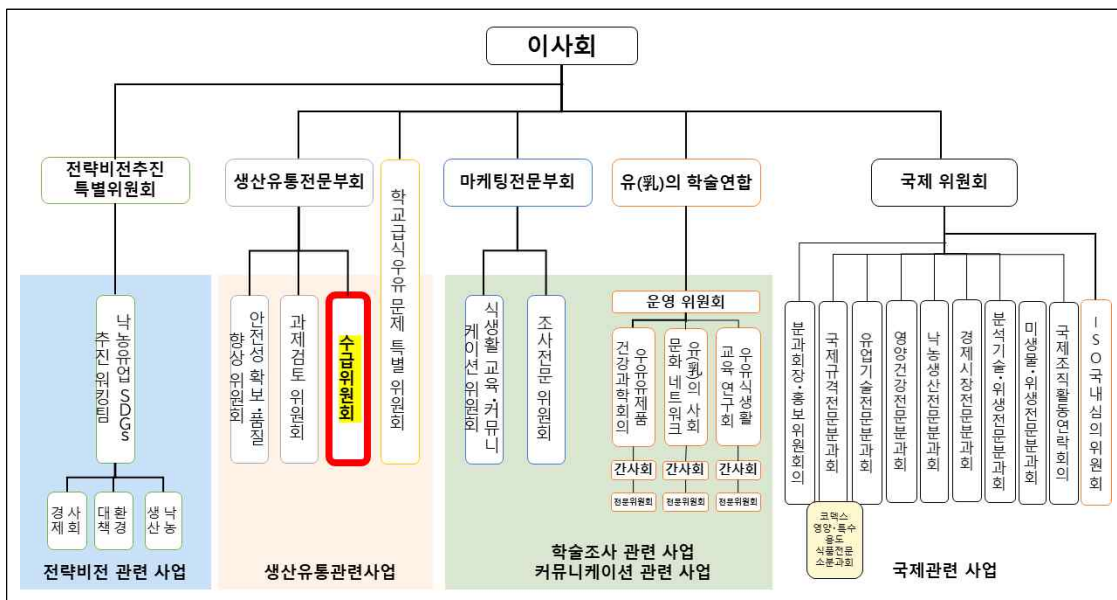 이사회
전략비전추진
특별위원회
생산유통전문부회
학교급식우유 문제 특별 위원회
마케팅전문부회
유(乳)의 학술연합
국제 위원회
낙농유업 SDGs
추진 워킹팀
사회
경제
환경
대책
낙농
생산
전략비전 관련 사업
안전성 확보·품질
향상 위원회
과제검토 위원회
수급위원회
생산유통관련사업
식생활 교육·커뮤니
케이션 위원회
조사전문 위원회
운영 위원회
우유유제품
건강과학회의
유(乳)의 사회
문화 네트워크
우유식생활
교육 연구회
간사회
간사회
간사회
전문위원회
전문위원회
전문위원회
학술조사 관련 사업
커뮤니케이션 관련 사업
분과회장·홍보위원회의
국제규격전문분과회
유업기술전문분과회
영양건강전문분과회
낙농생산전문분과회
경제시장전문분과회
분석기술·위생전문분과회
미생물·위생전문분과회
국제조직활동연락회의
ISO국내심의위원회
코덱스
영양·특수
용도
식품전문
소분과회
국제관련 사업